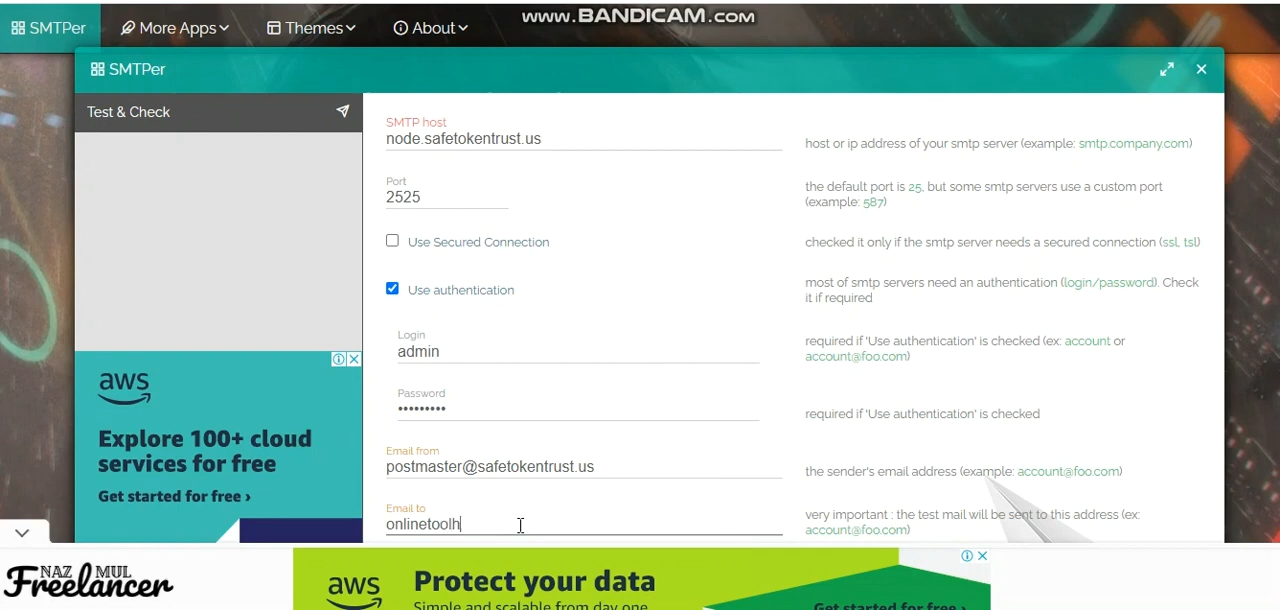 www.BANDICAM.com
SMTPer More Apps Themes About
SMTPer
Test & Check
SMTP host
node.safetokentrust.us
host or ip address of your smtp server (example: smtp.company.com)
Port
2525
the default port is 25, but some smtp servers use a custom port
(example: 587)
Use Secured Connection
checked it only if the smtp server needs a secured connection (ssl, tsl)
Use authentication
most of smtp servers need an authentication (login/password). Check
it if required
Login
admin
required if 'Use authentication' is checked (ex: account or
account@foo.com)
Password
•••••••••
required if 'Use authentication' is checked
Email from
postmaster@safetokentrust.us
the sender's email address (example: account@foo.com)
Email to
onlinetoolh
very important : the test mail will be sent to this address (ex:
account@foo.com)
aws
Explore 100+ cloud
services for free
Get started for free ›
NAZ MUL
Freelancer
aws
Protect your data
Simple and scalable from day one
Get started for free ›